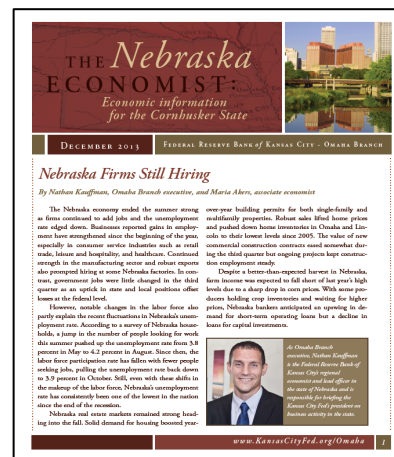 THE Nebraska
ECONOMIST:
Economic information
for the Cornhusker State
DECEMBER 2013
FEDERAL RESERVE BANK of KANSAS CITY - OMAHA BRANCH
Nebraska Firms Still Hiring
By Nathan Kauffman, Omaha Branch executive, and Maria Akers, associate economist
The Nebraska economy ended the summer strong
as firms continued to add jobs and the unemployment
rate edged down. Businesses reported gains in employ-
ment have strengthened since the beginning of the year,
especially in consumer service industries such as retail
trade, leisure and hospitality, and healthcare. Continued
strength in the manufacturing sector and robust exports
also prompted hiring at some Nebraska factories. In con-
trast, government jobs were little changed in the third
quarter as an uptick in state and local positions offset
losses at the federal level.
However, notable changes in the labor force also
partly explain the recent fluctuations in Nebraska's unem-
ployment rate. According to a survey of Nebraska house-
holds, a jump in the number of people looking for work
this summer pushed up the unemployment rate from 3.8
percent in May to 4.2 percent in August. Since then, the
labor force participation rate has fallen with fewer people
seeking jobs, pulling the unemployment rate back down
to 3.9 percent in October. Still, even with these shifts in
the makeup of the labor force, Nebraska's unemployment
rate has consistently been one of the lowest in the nation
since the end of the recession.
Nebraska real estate markets remained strong head-
ing into the fall. Solid demand for housing boosted year-
over-year building permits for both single-family and
multifamily properties. Robust sales lifted home prices
and pushed down home inventories in Omaha and Lin-
coln to their lowest levels since 2005. The value of new
commercial construction contracts eased somewhat dur-
ing the third quarter but ongoing projects kept construc-
tion employment steady.
Despite a better-than-expected harvest in Nebraska,
farm income was expected to fall short of last year's high
levels due to a sharp drop in corn prices. With some pro-
ducers holding crop inventories and waiting for higher
prices, Nebraska bankers anticipated an upswing in de-
mand for short-term operating loans but a decline in
loans for capital investments.
As Omaha Branch
executive, Nathan Kauffman
is the Federal Reserve Bank of
Kansas City's regional
economist and lead officer in
the state of Nebraska and is
responsible for briefing the
Kansas City Fed's president on
business activity in the state.
www.KansasCityFed.org/Omaha
1